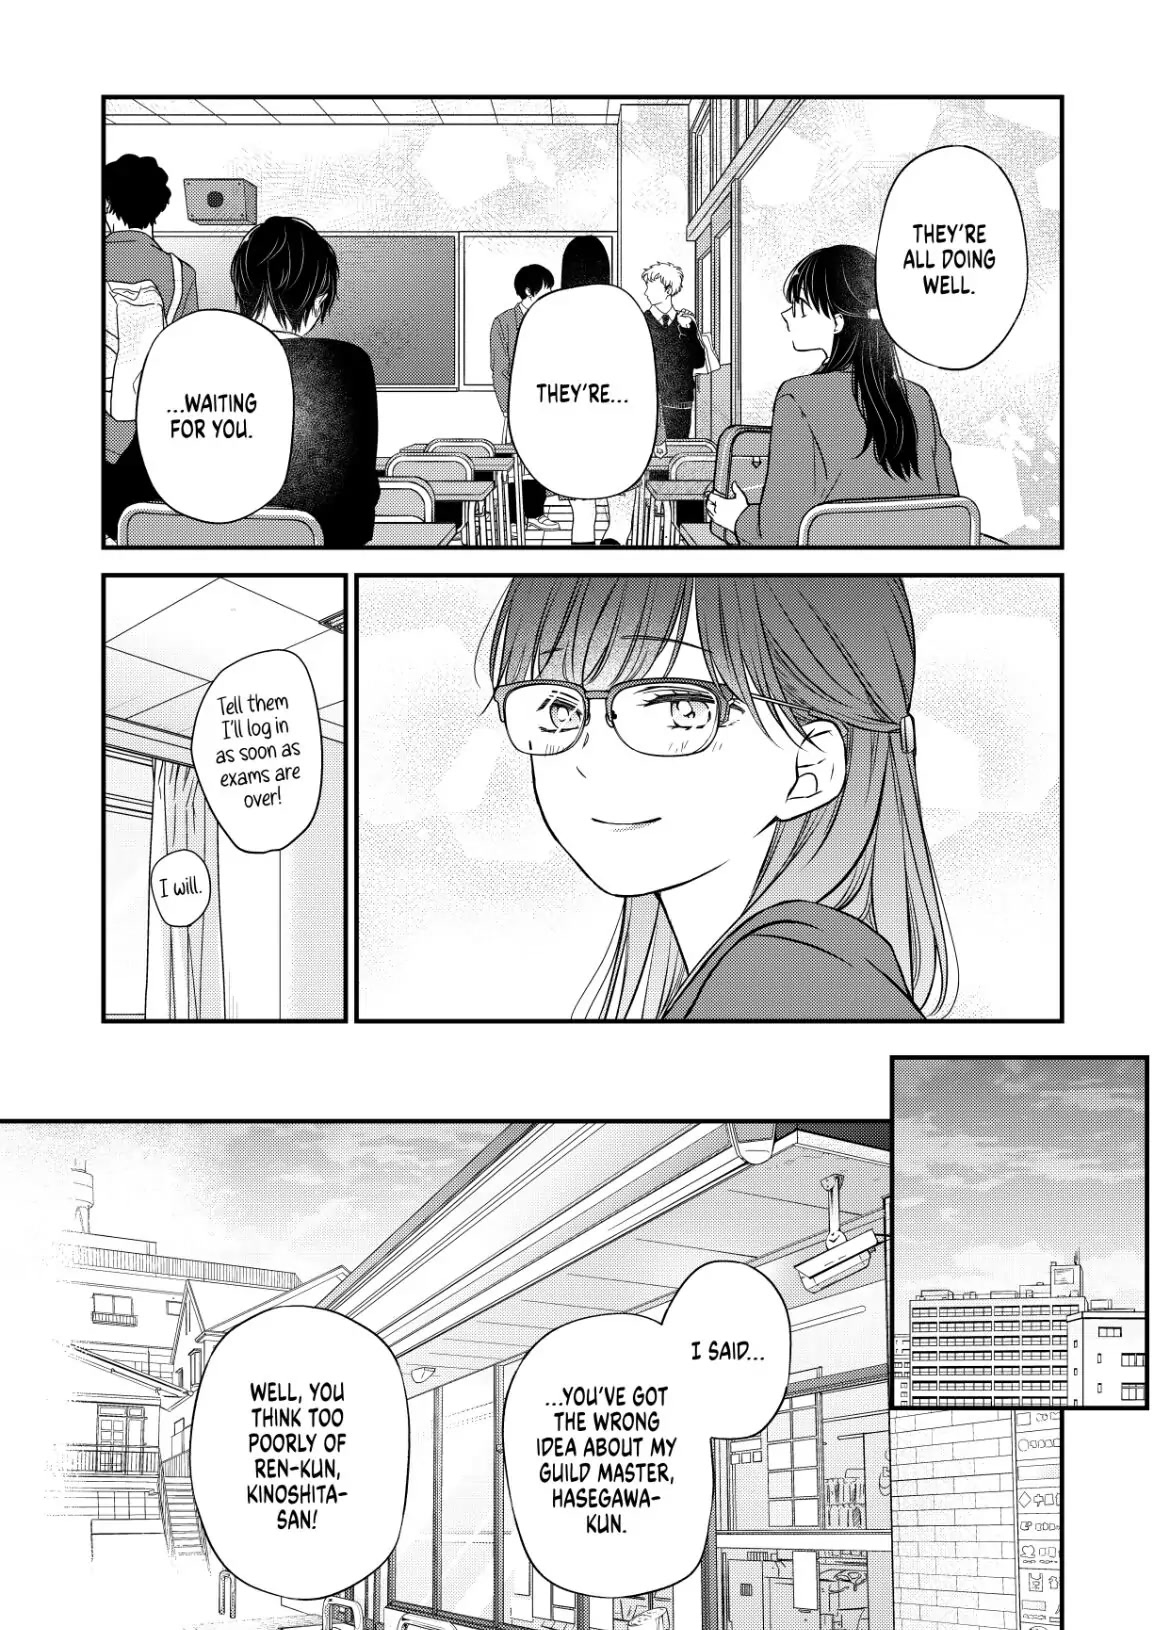 THEY'RE
ALL DOING
WELL.
THEY'RE...
...WAITING
FOR YOU.
Tell them
I'll log in
as soon as
exams are
over!
I will.
I SAID...
...YOU'VE GOT
THE WRONG
IDEA ABOUT MY
GUILD MASTER,
HASEGAWA-
KUN.
WELL, YOU
THINK TOO
POORLY OF
REN-KUN,
KINOSHITA-
SAN!